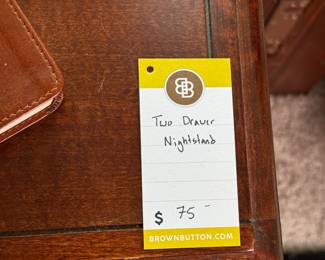 BB
Two Drawer
Nightstand
$ 75 -
BROWNBUTTON.COM